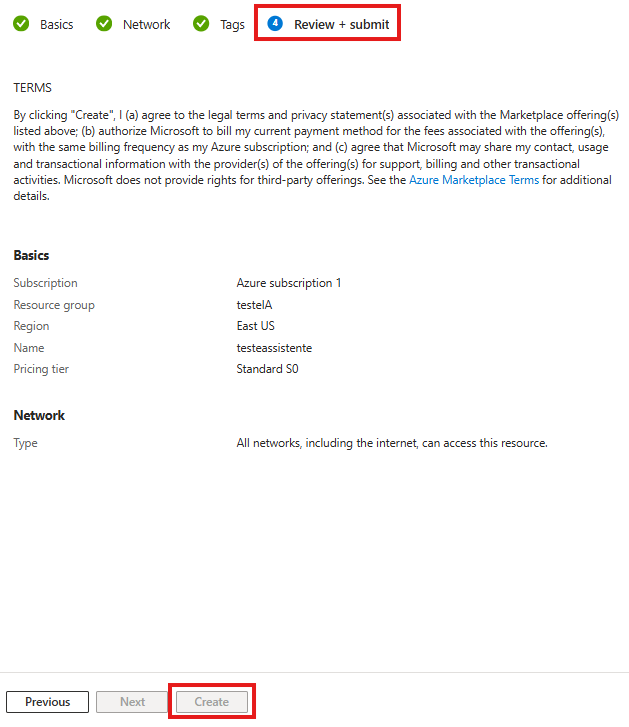 Basics Network Tags 4 Review + submit
TERMS
By clicking "Create", I (a) agree to the legal terms and privacy statement(s) associated with the Marketplace offering(s)
listed above; (b) authorize Microsoft to bill my current payment method for the fees associated with the offering(s),
with the same billing frequency as my Azure subscription; and (c) agree that Microsoft may share my contact, usage
and transactional information with the provider(s) of the offering(s) for support, billing and other transactional
activities. Microsoft does not provide rights for third-party offerings. See the Azure Marketplace Terms for additional
details.
Basics
Subscription Azure subscription 1
Resource group testeIA
Region East US
Name testeassistente
Pricing tier Standard S0
Network
Type All networks, including the internet, can access this resource.
Previous Next Create